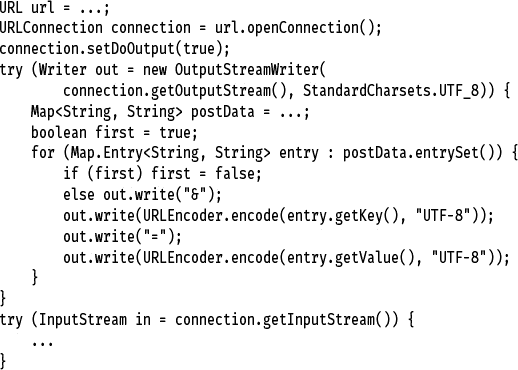 URL url = ...;
URLConnection connection = url.openConnection();
connection.setDoOutput(true);
try (Writer out = new OutputStreamWriter(
        connection.getOutputStream(), StandardCharsets.UTF_8)) {
    Map<String, String> postData = ...;
    boolean first = true;
    for (Map.Entry<String, String> entry : postData.entrySet()) {
        if (first) first = false;
        else out.write("&");
        out.write(URLEncoder.encode(entry.getKey(), "UTF-8"));
        out.write("=");
        out.write(URLEncoder.encode(entry.getValue(), "UTF-8"));
    }
}
try (InputStream in = connection.getInputStream()) {
    ...
}